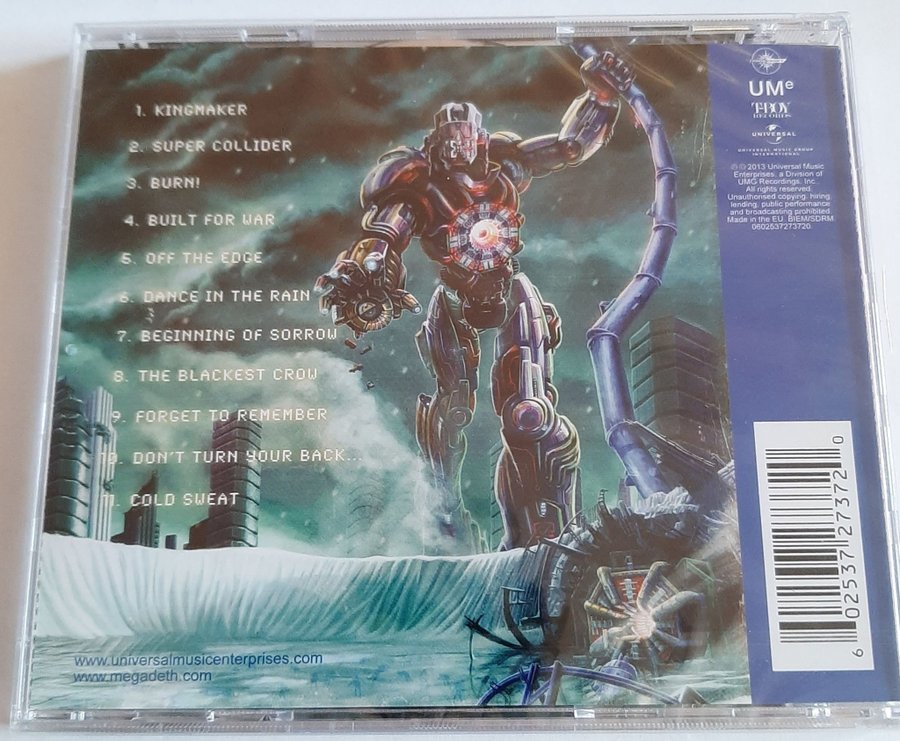 1. KINGMAKER
2. SUPER COLLIDER
3. BURN!
4. BUILT FOR WAR
5. OFF THE EDGE
6. DANCE IN THE RAIN
7. BEGINNING OF SORROW
8. THE BLACKEST CROW
9. FORGET TO REMEMBER
10. DON'T TURN YOUR BACK...
11. COLD SWEAT
www.universalmusicenterprises.com
www.megadeth.com
UMe
T-BOY
RECORDS
UNIVERSAL
UNIVERSAL MUSIC GROUP
INTERNATIONAL
℗© 2013 Universal Music
Enterprises, a Division of
UMG Recordings, Inc.
All rights reserved.
Unauthorised copying, hiring
lending, public performance
and broadcasting prohibited.
Made in the EU. BIEM/SDRM
0602537273720.
6 02537 27372 0